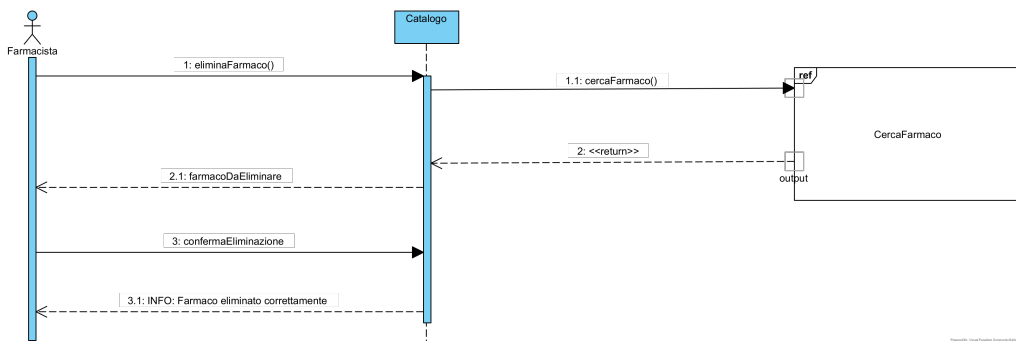 Catalogo
Farmacista
1: eliminaFarmaco()
1.1: cercaFarmaco()
ref
CercaFarmaco
2: <<return>>
output
2.1: farmacoDaEliminare
3: confermaEliminazione
3.1: INFO: Farmaco eliminato correttamente